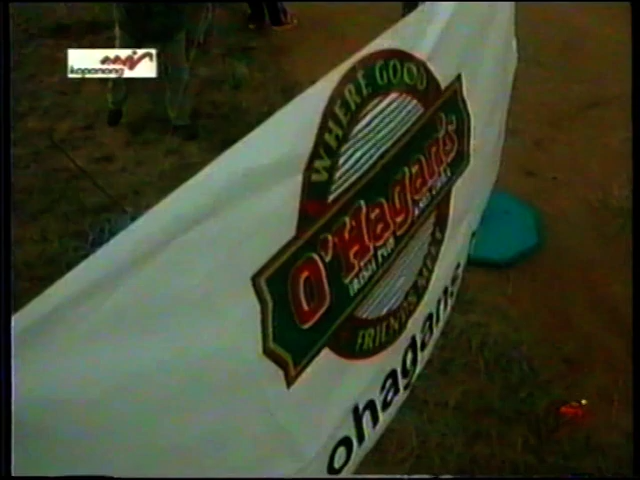 kopanong
WHERE GOOD
O'Hagan's
IRISH PUB
FRIENDS MEET
ohagans